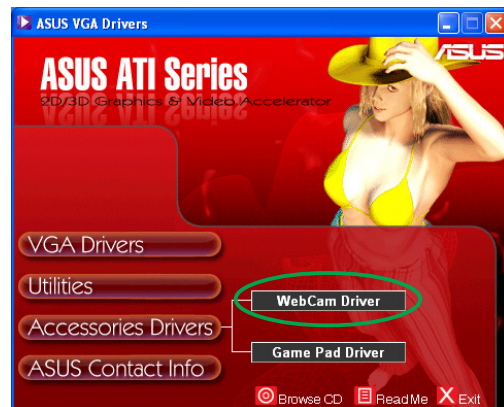 ASUS VGA Drivers
ASUS
ASUS ATI Series
2D/3D Graphics & Video Accelerator
VGA Drivers
Utilities
WebCam Driver
Accessories Drivers
Game Pad Driver
ASUS Contact Info
Browse CD
ReadMe
X Exit